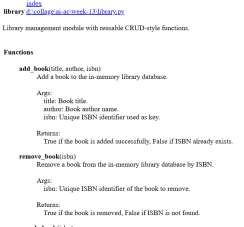 index
library d:\collage\ai-ac\week-13\library.py
Library management module with reusable CRUD-style functions.
Functions
add_book(title, author, isbn)
Add a book to the in-memory library database.
Args:
title: Book title.
author: Book author name.
isbn: Unique ISBN identifier used as key.
Returns:
True if the book is added successfully, False if ISBN already exists.
remove_book(isbn)
Remove a book from the in-memory library database by ISBN.
Args:
isbn: Unique ISBN identifier of the book to remove.
Returns:
True if the book is removed, False if ISBN is not found.